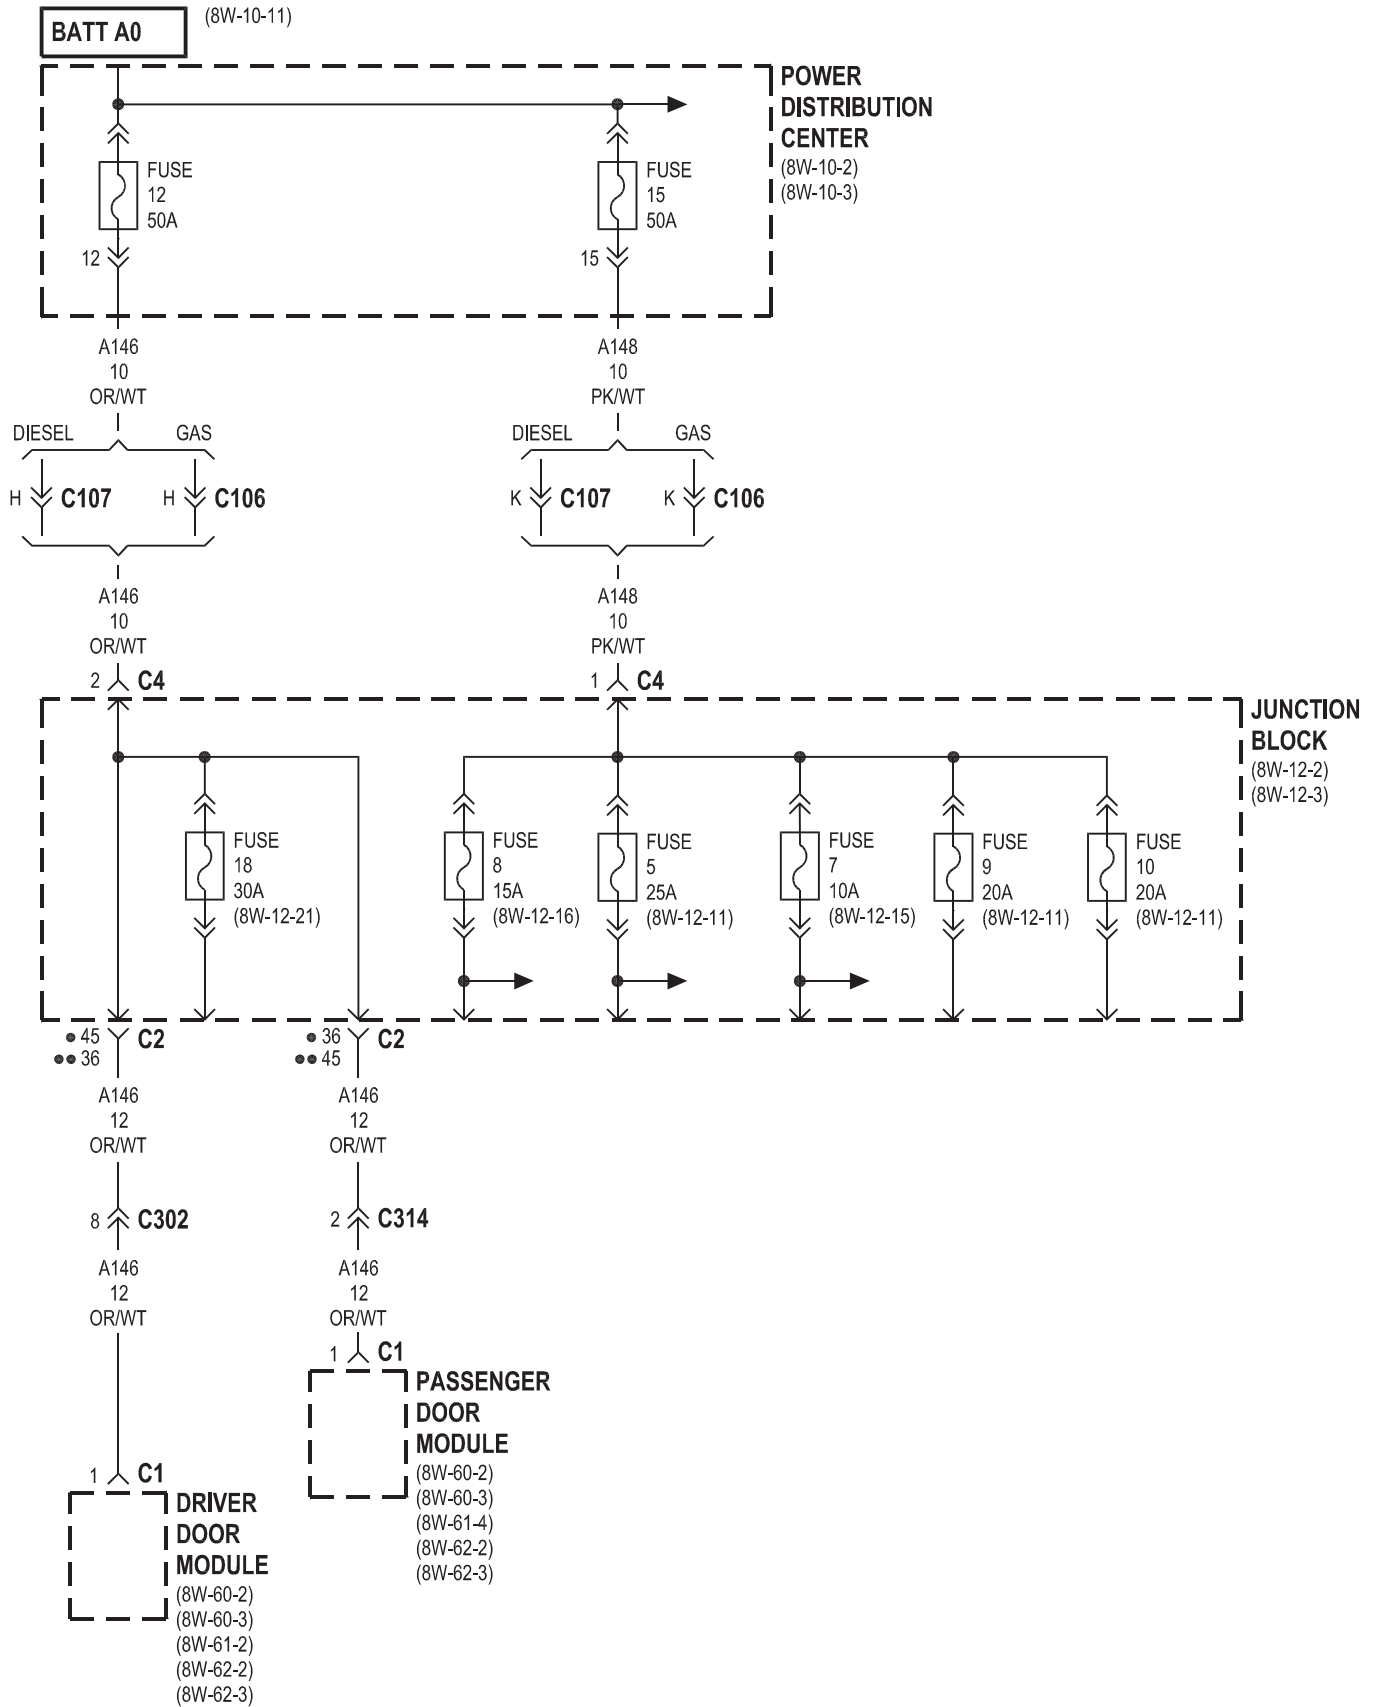 BATT A0
(8W-10-11)
POWER
DISTRIBUTION
CENTER
(8W-10-2)
(8W-10-3)
FUSE
12
50A
12
FUSE
15
50A
15
A146
10
OR/WT
A148
10
PK/WT
DIESEL GAS
H C107 H C106
DIESEL GAS
K C107 K C106
A146
10
OR/WT
A148
10
PK/WT
2 C4
1 C4
JUNCTION
BLOCK
(8W-12-2)
(8W-12-3)
FUSE
18
30A
(8W-12-21)
FUSE
8
15A
(8W-12-16)
FUSE
5
25A
(8W-12-11)
FUSE
7
10A
(8W-12-15)
FUSE
9
20A
(8W-12-11)
FUSE
10
20A
(8W-12-11)
● 45 C2
●● 36
● 36 C2
●● 45
A146
12
OR/WT
A146
12
OR/WT
8 C302
2 C314
A146
12
OR/WT
A146
12
OR/WT
1 C1
PASSENGER
DOOR
MODULE
(8W-60-2)
(8W-60-3)
(8W-61-4)
(8W-62-2)
(8W-62-3)
1 C1
DRIVER
DOOR
MODULE
(8W-60-2)
(8W-60-3)
(8W-61-2)
(8W-62-2)
(8W-62-3)